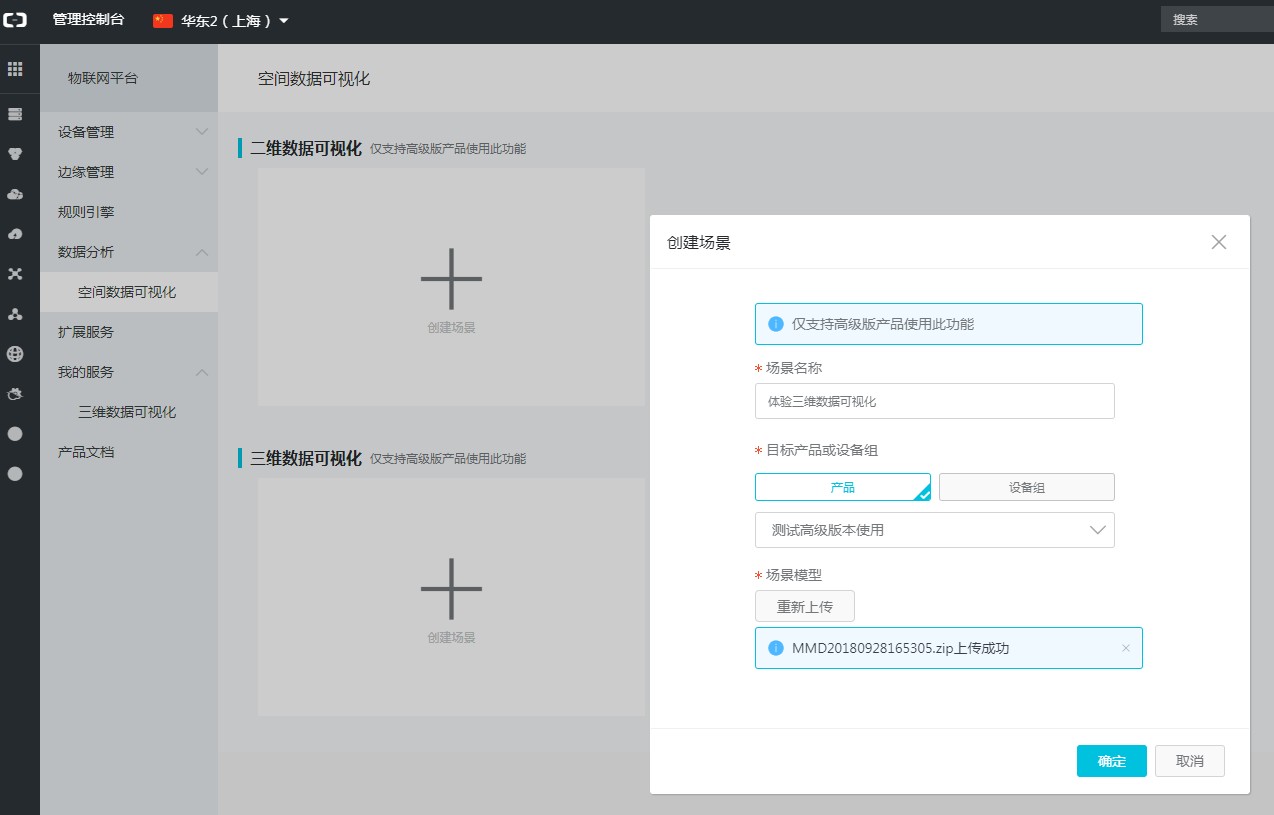 管理控制台
华东2（上海）
搜索
物联网平台
设备管理
边缘管理
规则引擎
数据分析
空间数据可视化
扩展服务
我的服务
三维数据可视化
产品文档
空间数据可视化
二维数据可视化 仅支持高级版产品使用此功能
创建场景
三维数据可视化 仅支持高级版产品使用此功能
创建场景
创建场景
仅支持高级版产品使用此功能
* 场景名称
体验三维数据可视化
* 目标产品或设备组
产品
设备组
测试高级版本使用
* 场景模型
重新上传
MMD20180928165305.zip上传成功
确定
取消